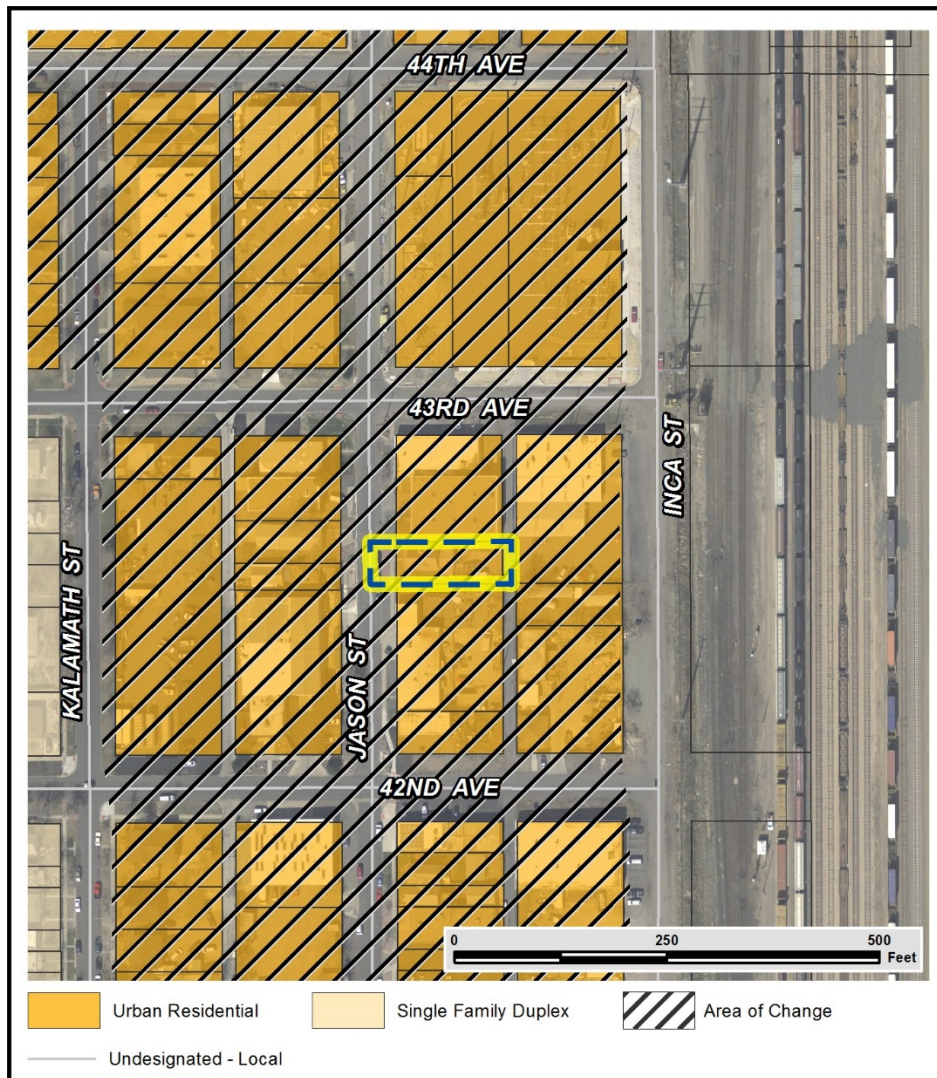 44TH AVE
43RD AVE
INCA ST
KALAMATH ST
JASON ST
42ND AVE
0 250 500
Feet
Urban Residential
Single Family Duplex
Area of Change
Undesignated - Local